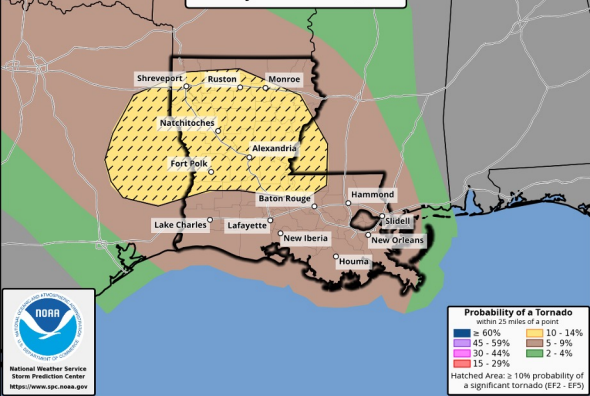 Shreveport
Ruston
Monroe
Natchitoches
Alexandria
Fort Polk
Baton Rouge
Hammond
Lake Charles
Lafayette
Slidell
New Iberia
New Orleans
Houma
NOAA
National Weather Service
Storm Prediction Center
https://www.spc.noaa.gov
Probability of a Tornado
within 25 miles of a point
≥ 60%
10 - 14%
45 - 59%
5 - 9%
30 - 44%
2 - 4%
15 - 29%
Hatched Area: ≥ 10% probability of
a significant tornado (EF2 - EF5)